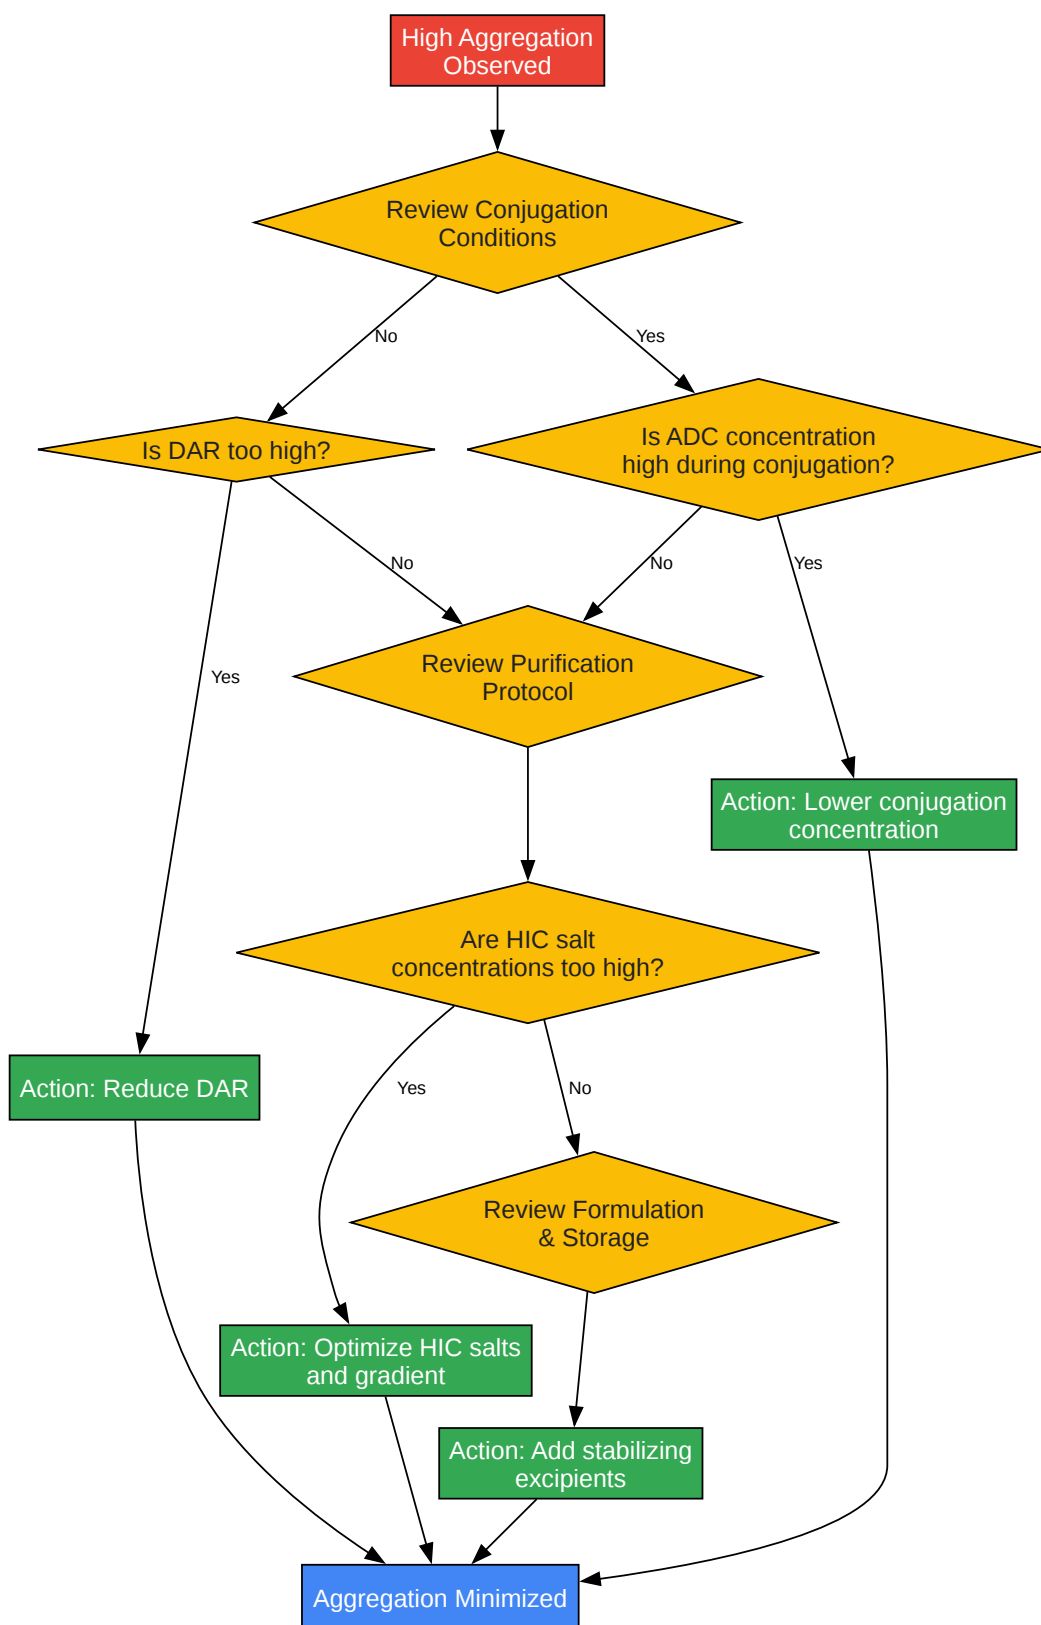 High Aggregation
Observed
Review Conjugation
Conditions
No
Yes
Is DAR too high?
Is ADC concentration
high during conjugation?
No
No
Yes
Review Purification
Protocol
Yes
Action: Lower conjugation
concentration
Are HIC salt
concentrations too high?
Action: Reduce DAR
Yes
No
Review Formulation
& Storage
Action: Optimize HIC salts
and gradient
Action: Add stabilizing
excipients
Aggregation Minimized